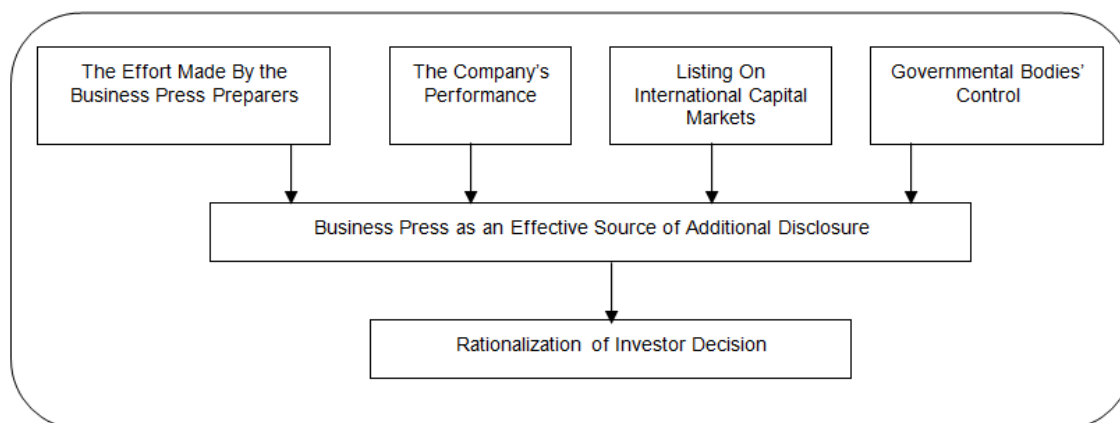 The Effort Made By the
Business Press Preparers
The Company's
Performance
Listing On
International Capital
Markets
Governmental Bodies'
Control
Business Press as an Effective Source of Additional Disclosure
Rationalization of Investor Decision